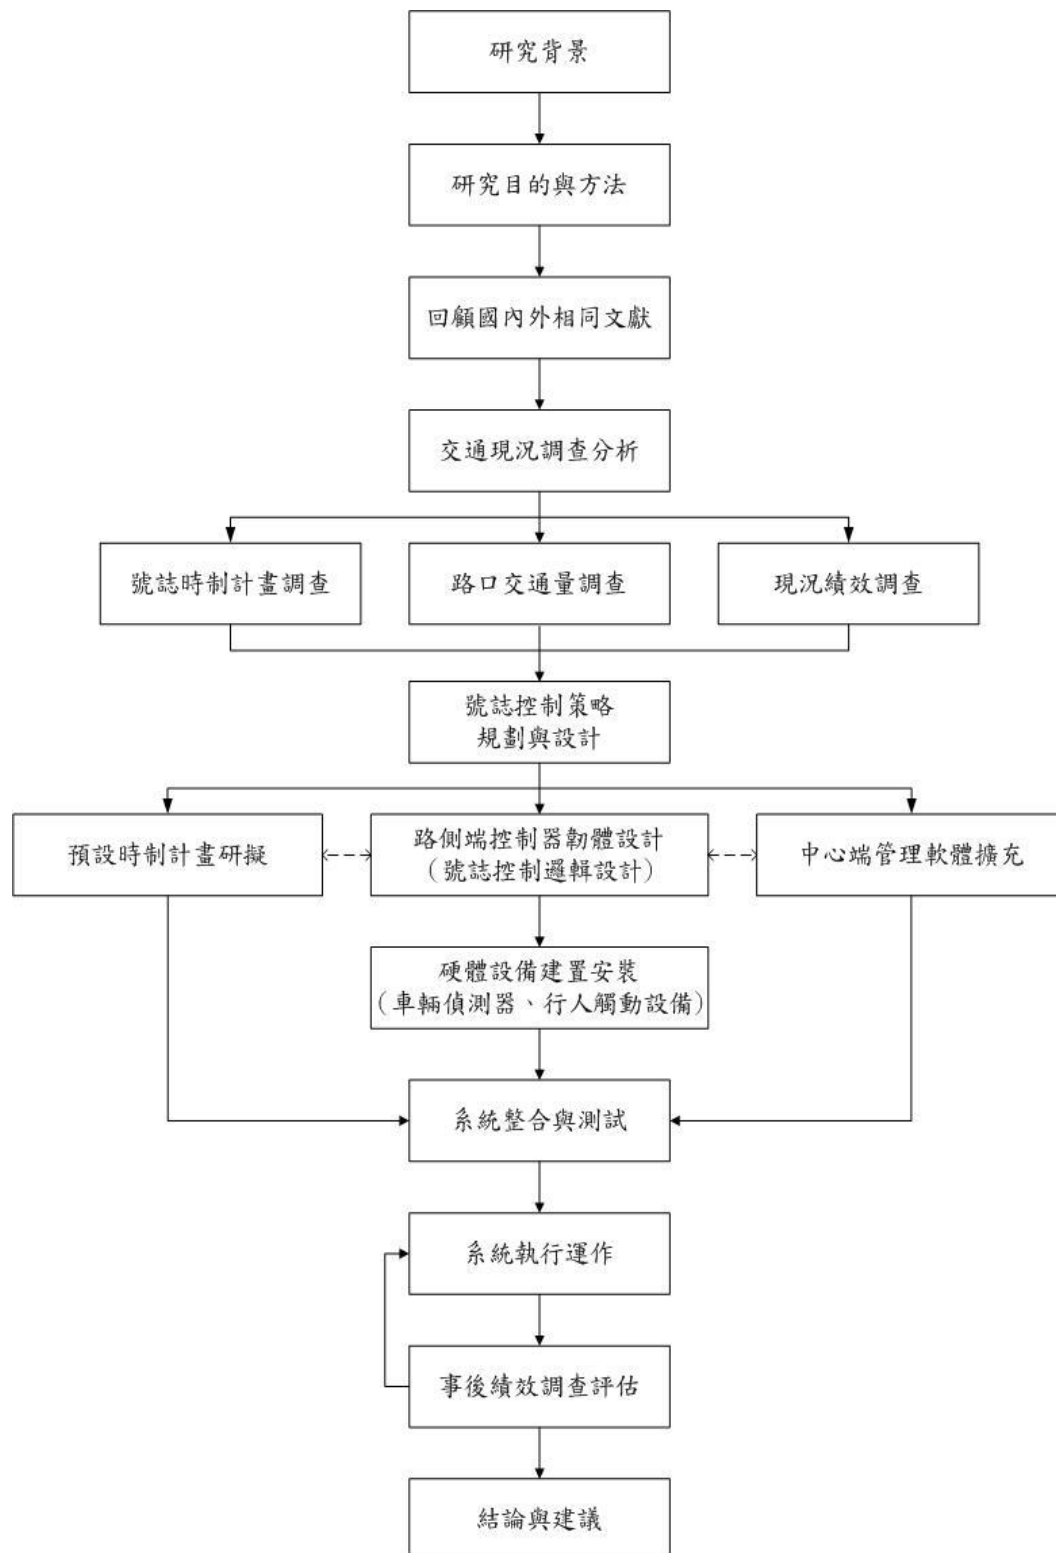 研究背景
研究目的與方法
回顧國內外相同文獻
交通現況調查分析
號誌時制計畫調查
路口交通量調查
現況績效調查
號誌控制策略
規劃與設計
預設時制計畫研擬
路側端控制器韌體設計
(號誌控制邏輯設計)
中心端管理軟體擴充
硬體設備建置安裝
(車輛偵測器、行人觸動設備)
系統整合與測試
系統執行運作
事後績效調查評估
結論與建議